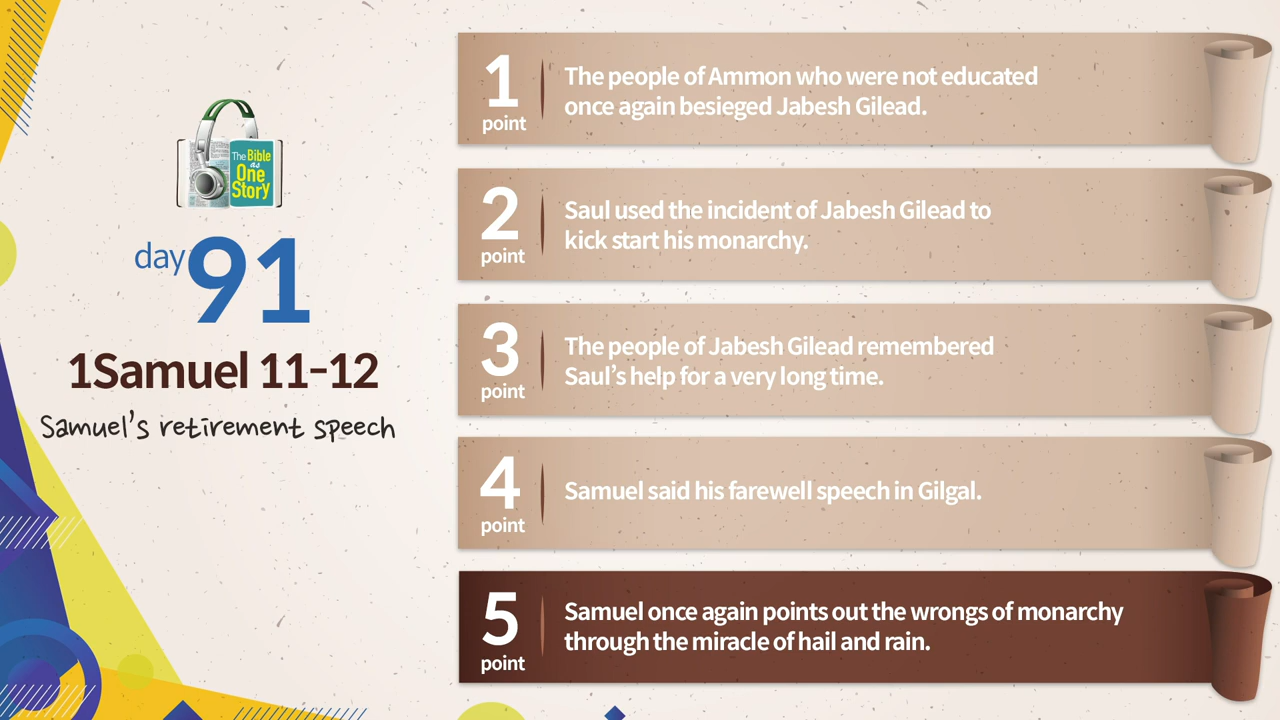 The Bible
as
One
Story
day 91
1Samuel 11-12
Samuel's retirement speech
1
point
The people of Ammon who were not educated
once again besieged Jabesh Gilead.
2
point
Saul used the incident of Jabesh Gilead to
kick start his monarchy.
3
point
The people of Jabesh Gilead remembered
Saul's help for a very long time.
4
point
Samuel said his farewell speech in Gilgal.
5
point
Samuel once again points out the wrongs of monarchy
through the miracle of hail and rain.